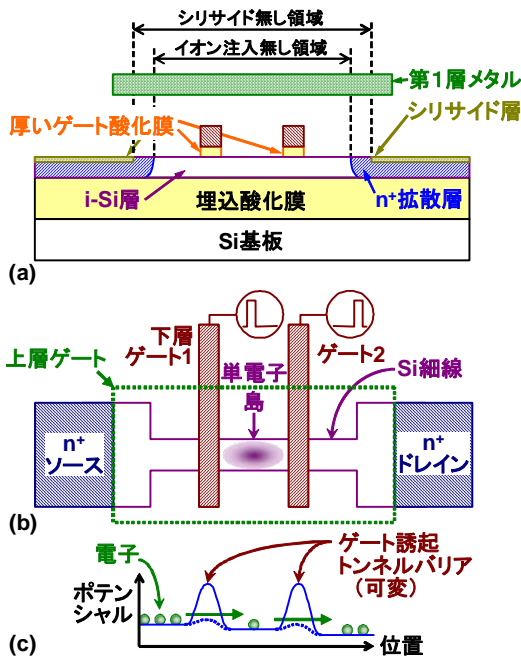 シリサイド無し領域
イオン注入無し領域
第１層メタル
シリサイド層
厚いゲート酸化膜
i-Si層
埋込酸化膜
n+拡散層
Si基板
(a)
下層
ゲート1
ゲート2
上層ゲート
単電子
島
Si細線
n+
ソース
n+
ドレイン
(b)
電子
ゲート誘起
トンネルバリア
（可変）
ポテン
シャル
位置
(c)